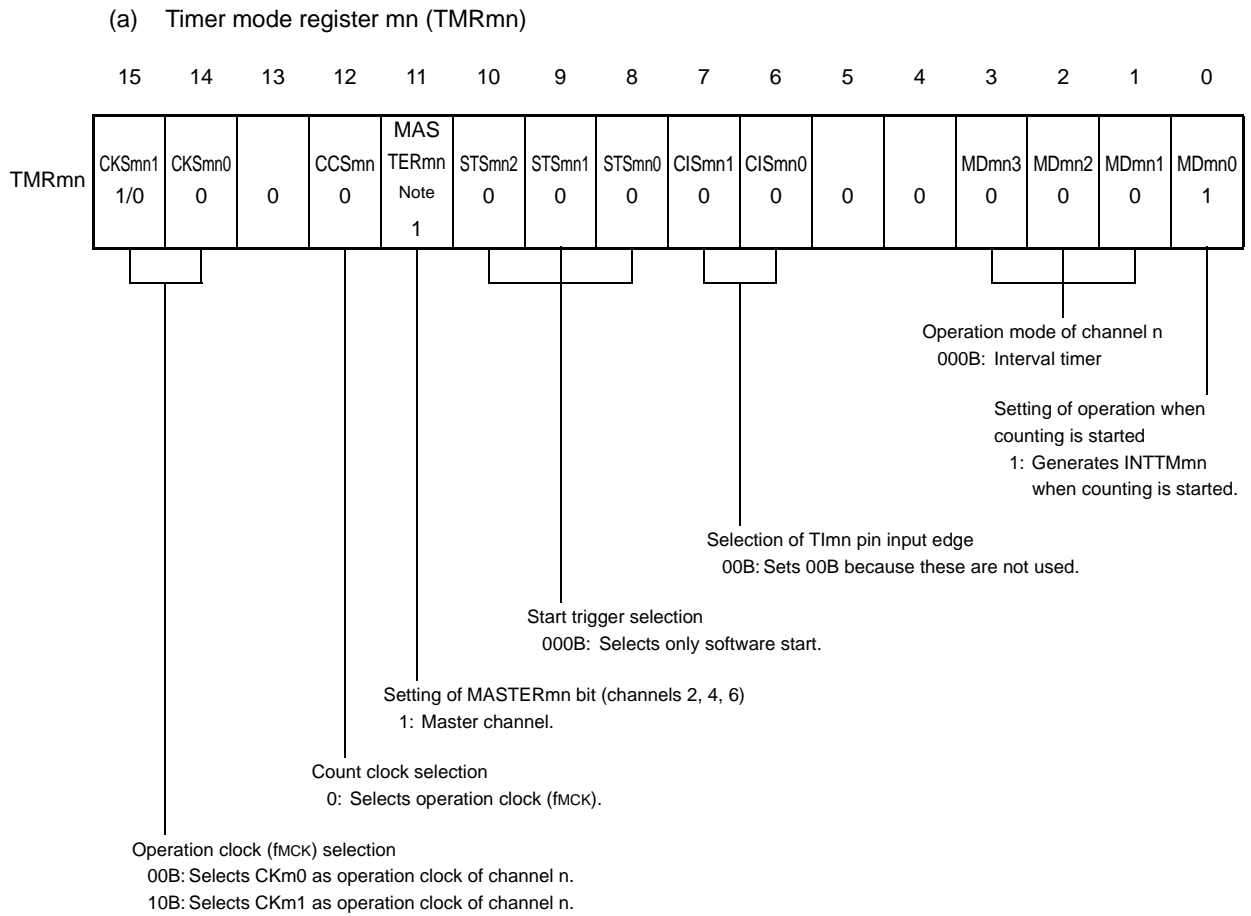 (a) Timer mode register mn (TMRmn)
15 14 13 12 11 10 9 8 7 6 5 4 3 2 1 0
TMRmn
CKSmn1 CKSmn0 CCSmn MAS TERmn Note STSmn2 STSmn1 STSmn0 CISmn1 CISmn0 MDmn3 MDmn2 MDmn1 MDmn0
1/0 0 0 0 1 0 0 0 0 0 0 0 0 0 0 1
Operation mode of channel n
000B: Interval timer
Setting of operation when
counting is started
1: Generates INTTMmn
when counting is started.
Selection of TImn pin input edge
00B: Sets 00B because these are not used.
Start trigger selection
000B: Selects only software start.
Setting of MASTERmn bit (channels 2, 4, 6)
1: Master channel.
Count clock selection
0: Selects operation clock (fMCK).
Operation clock (fMCK) selection
00B: Selects CKm0 as operation clock of channel n.
10B: Selects CKm1 as operation clock of channel n.